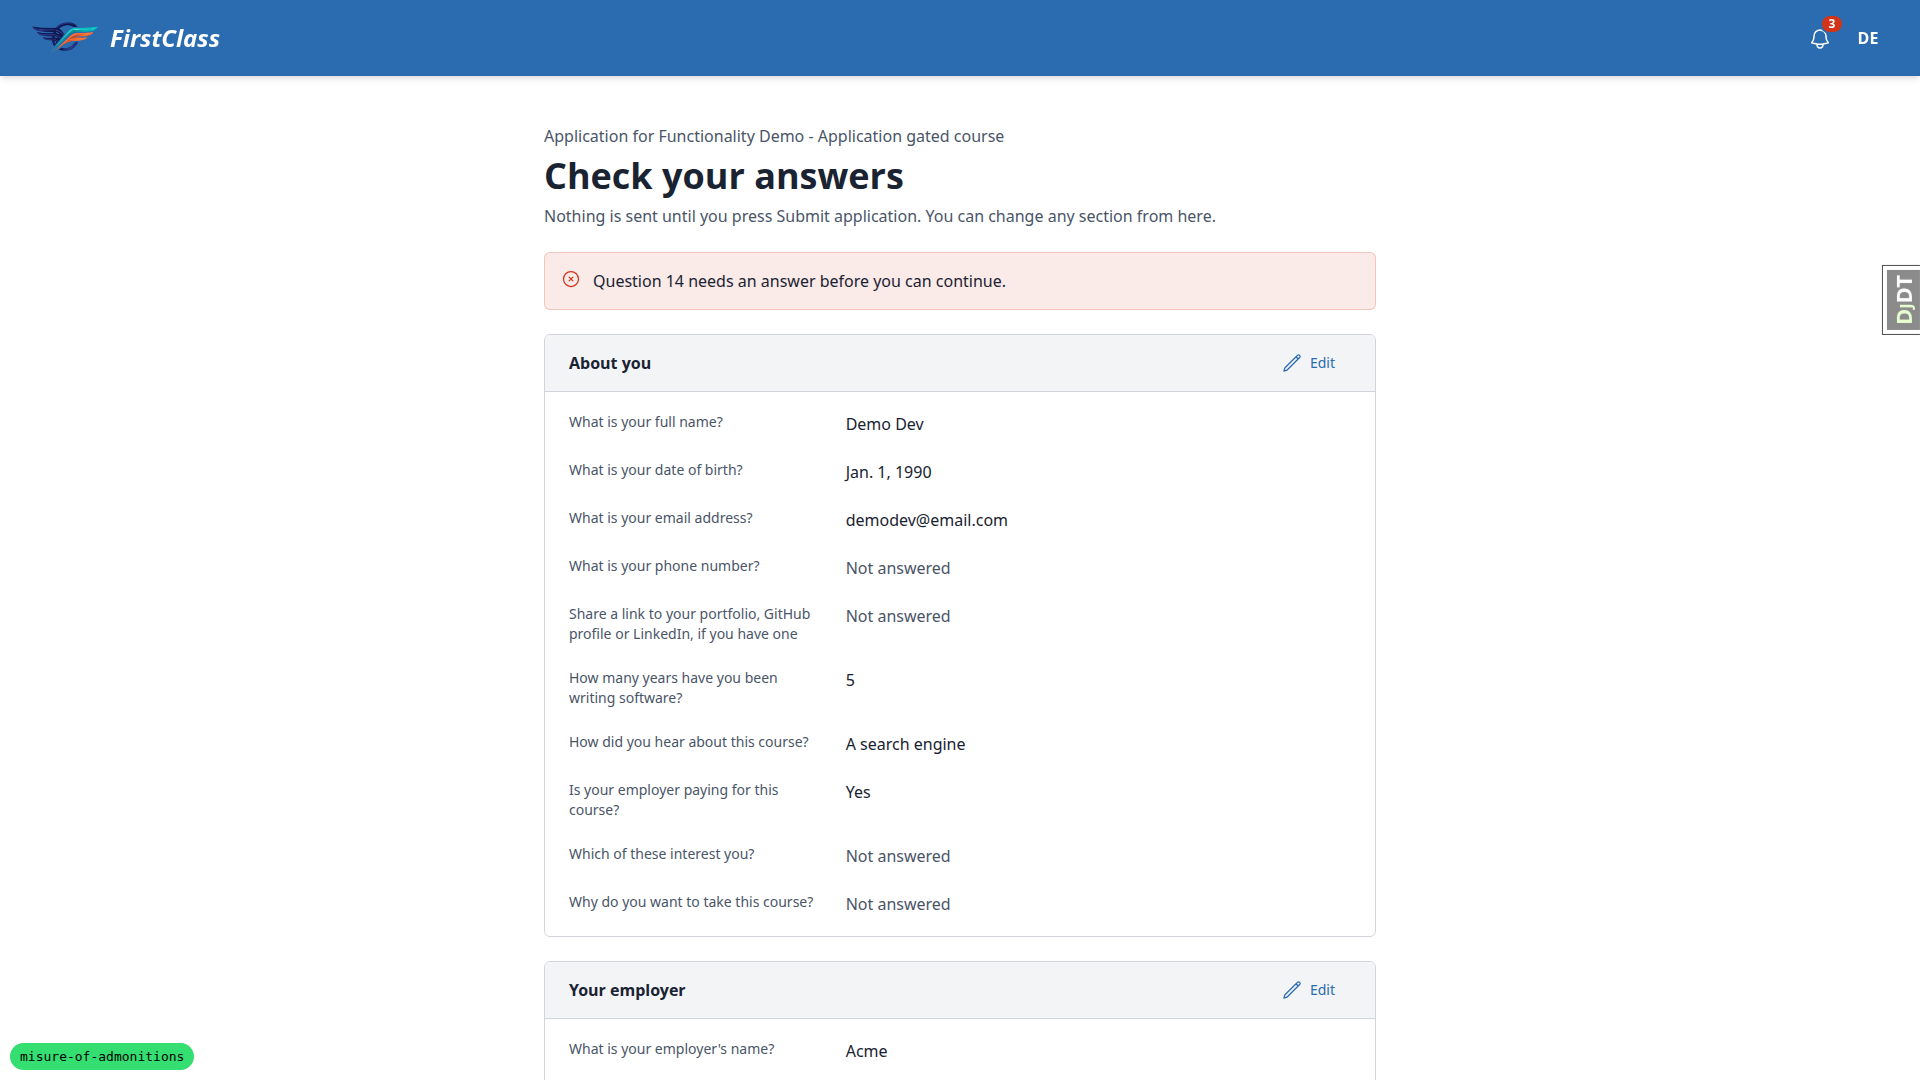 FirstClass
3
DE
Application for Functionality Demo - Application gated course
Check your answers
Nothing is sent until you press Submit application. You can change any section from here.
Question 14 needs an answer before you can continue.
About you
Edit
What is your full name?
Demo Dev
What is your date of birth?
Jan. 1, 1990
What is your email address?
demodev@email.com
What is your phone number?
Not answered
Share a link to your portfolio, GitHub
profile or LinkedIn, if you have one
Not answered
How many years have you been
writing software?
5
How did you hear about this course?
A search engine
Is your employer paying for this
course?
Yes
Which of these interest you?
Not answered
Why do you want to take this course?
Not answered
Your employer
Edit
What is your employer's name?
Acme
DJDT
misure-of-admonitions